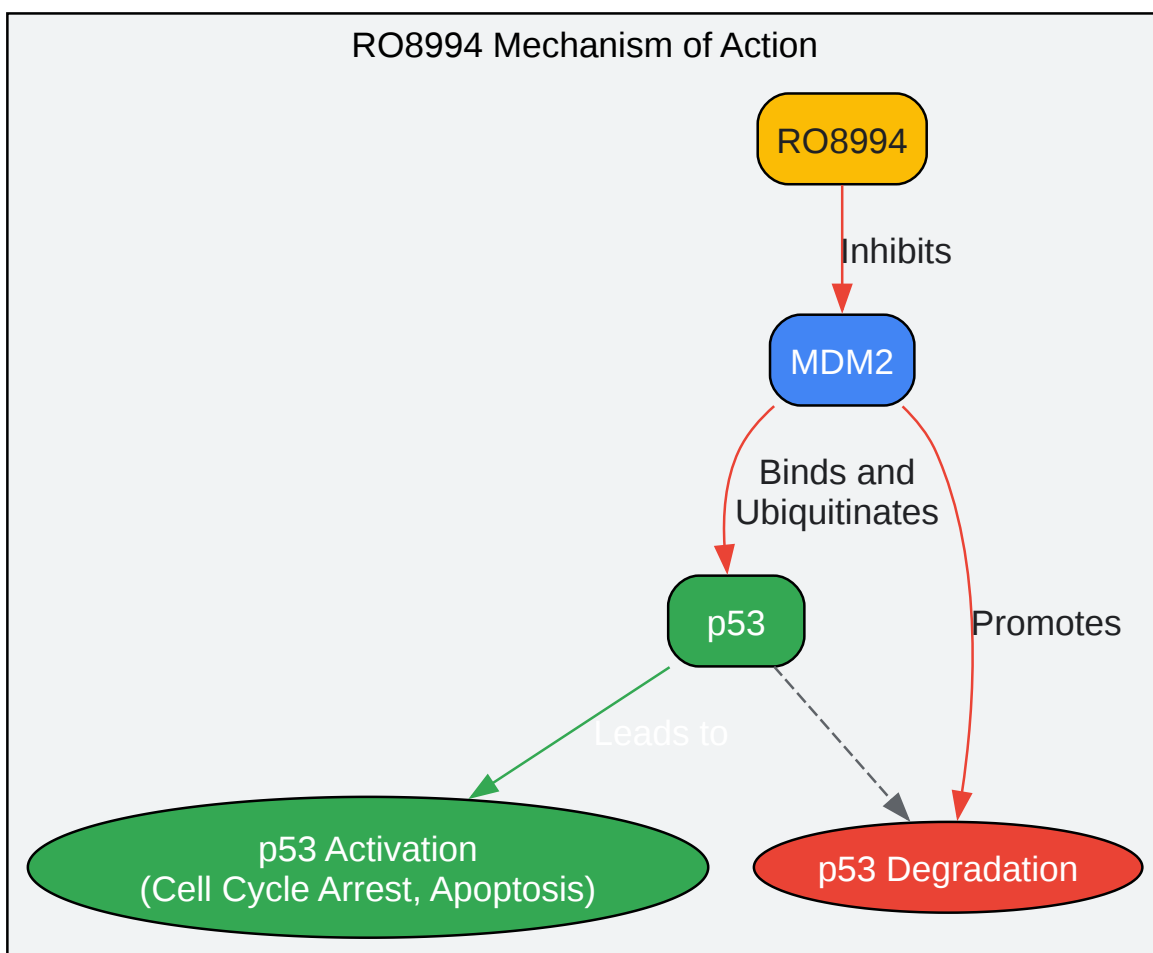 RO8994 Mechanism of Action
RO8994
Inhibits
MDM2
Binds and
Ubiquitinates
p53
Promotes
Leads to
p53 Activation
(Cell Cycle Arrest, Apoptosis)
p53 Degradation